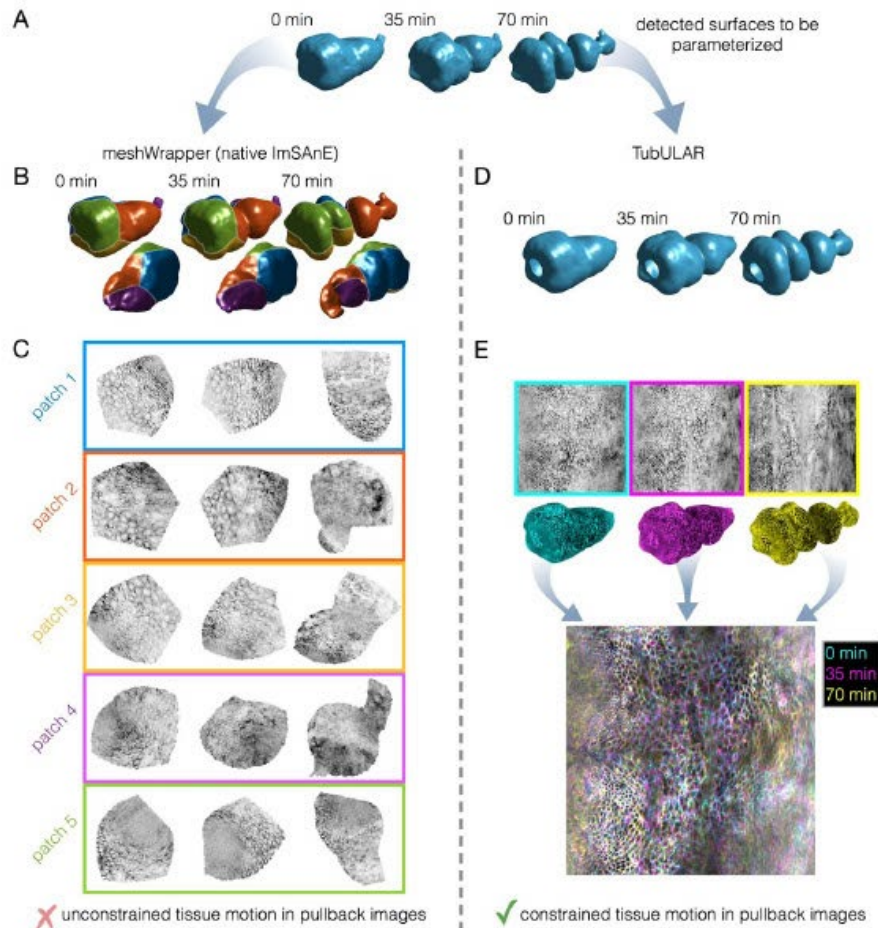 A
0 min
35 min
70 min
detected surfaces to be
parameterized
meshWrapper (native ImSAnE)
B
0 min
35 min
70 min
C
patch 1
patch 2
patch 3
patch 4
patch 5
✗ unconstrained tissue motion in pullback images
TubULAR
D
0 min
35 min
70 min
E
0 min
35 min
70 min
✓ constrained tissue motion in pullback images